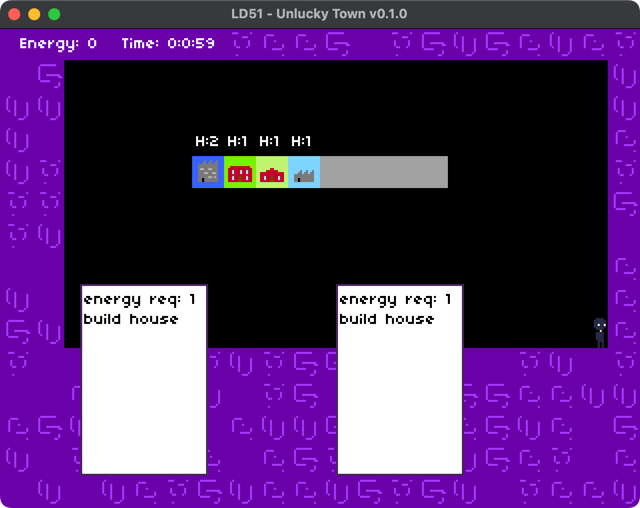 LD51 - Unlucky Town v0.1.0
Energy: 0 Time: 0:0:59
H:2 H:1 H:1 H:1
energy req: 1
build house
energy req: 1
build house